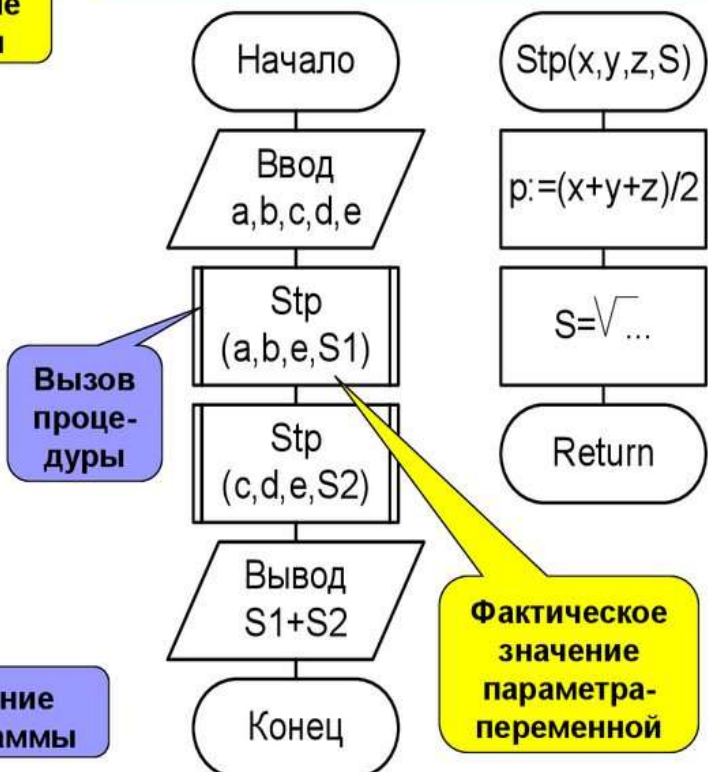 Начало
Ввод
a,b,c,d,e
Stp
(a,b,e,S1)
Stp
(c,d,e,S2)
Вывод
S1+S2
Конец
Stp(x,y,z,S)
p:=(x+y+z)/2
S=√...
Return
Вызов
проце-
дуры
Фактическое
значение
параметра-
переменной